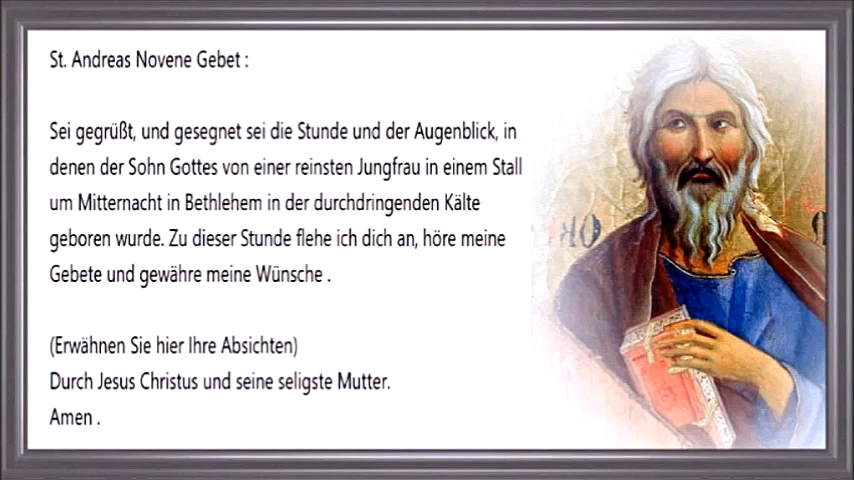 St. Andreas Novene Gebet :
Sei gegrüßt, und gesegnet sei die Stunde und der Augenblick, in
denen der Sohn Gottes von einer reinsten Jungfrau in einem Stall
um Mitternacht in Bethlehem in der durchdringenden Kälte
geboren wurde. Zu dieser Stunde flehe ich dich an, höre meine
Gebete und gewähre meine Wünsche .
(Erwähnen Sie hier Ihre Absichten)
Durch Jesus Christus und seine seligste Mutter.
Amen .